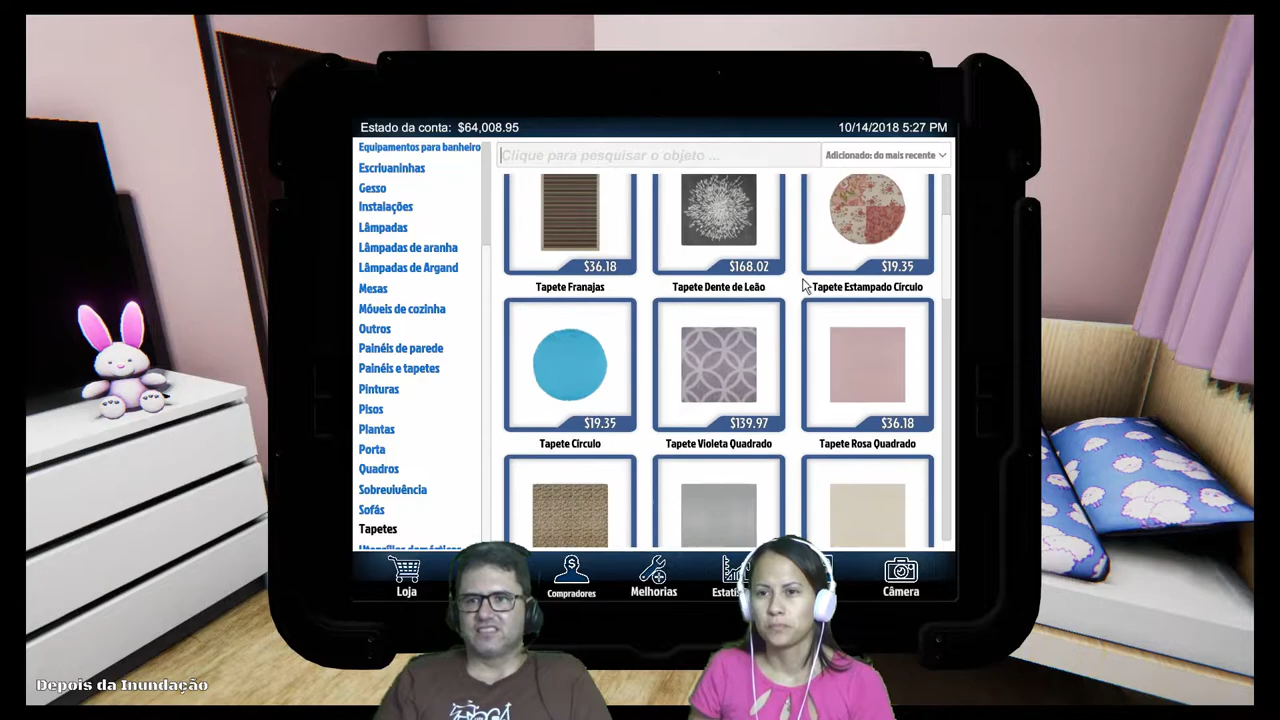 Estado da conta: $64,008.95
10/14/2018 5:27 PM
Equipamentos para banheiro
Escrivaninhas
Gesso
Instalações
Lâmpadas
Lâmpadas de aranha
Lâmpadas de Argand
Mesas
Móveis de cozinha
Outros
Painéis de parede
Painéis e tapetes
Pinturas
Pisos
Plantas
Porta
Quadros
Sobrevivência
Sofás
Tapetes
Clique para pesquisar o objeto ...
Adicionado: do mais recente
$36.18
$168.02
$19.35
Tapete Franajas
Tapete Dente de Leão
Tapete Estampado Círculo
$19.35
$139.97
$36.18
Tapete Círculo
Tapete Violeta Quadrado
Tapete Rosa Quadrado
Loja
Compradores
Melhorias
Câmera
Depois da Inundação